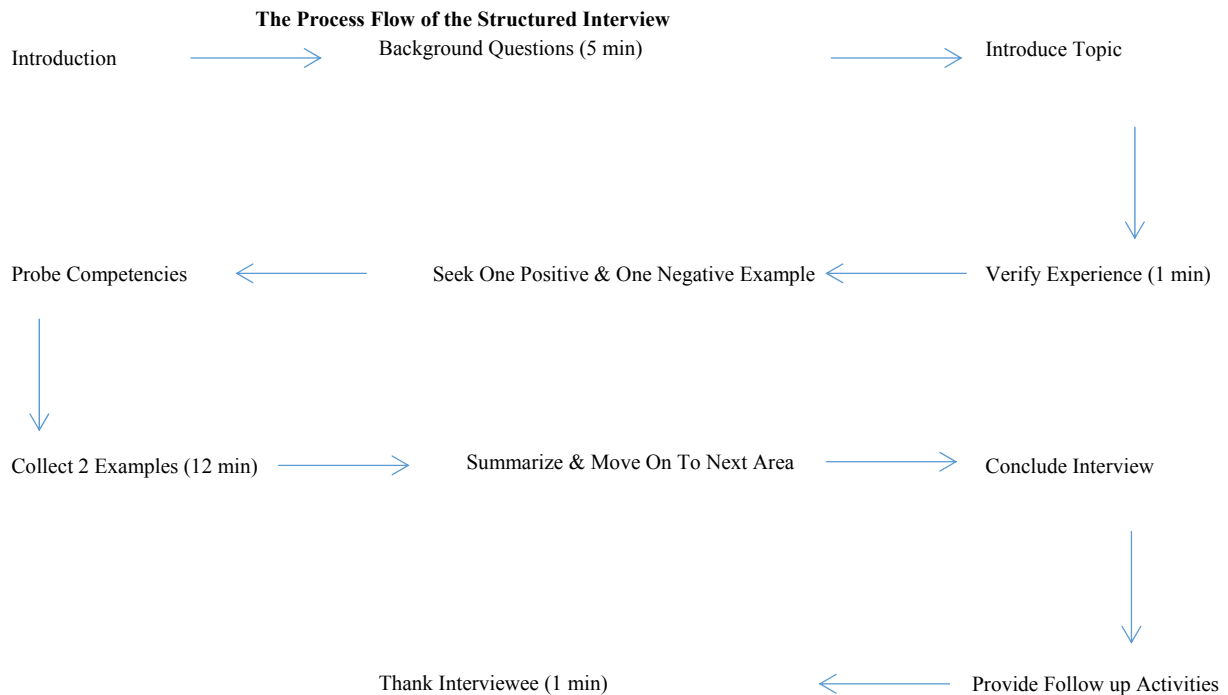 The Process Flow of the Structured Interview
Introduction
Background Questions (5 min)
Introduce Topic
Verify Experience (1 min)
Seek One Positive & One Negative Example
Probe Competencies
Collect 2 Examples (12 min)
Summarize & Move On To Next Area
Conclude Interview
Provide Follow up Activities
Thank Interviewee (1 min)